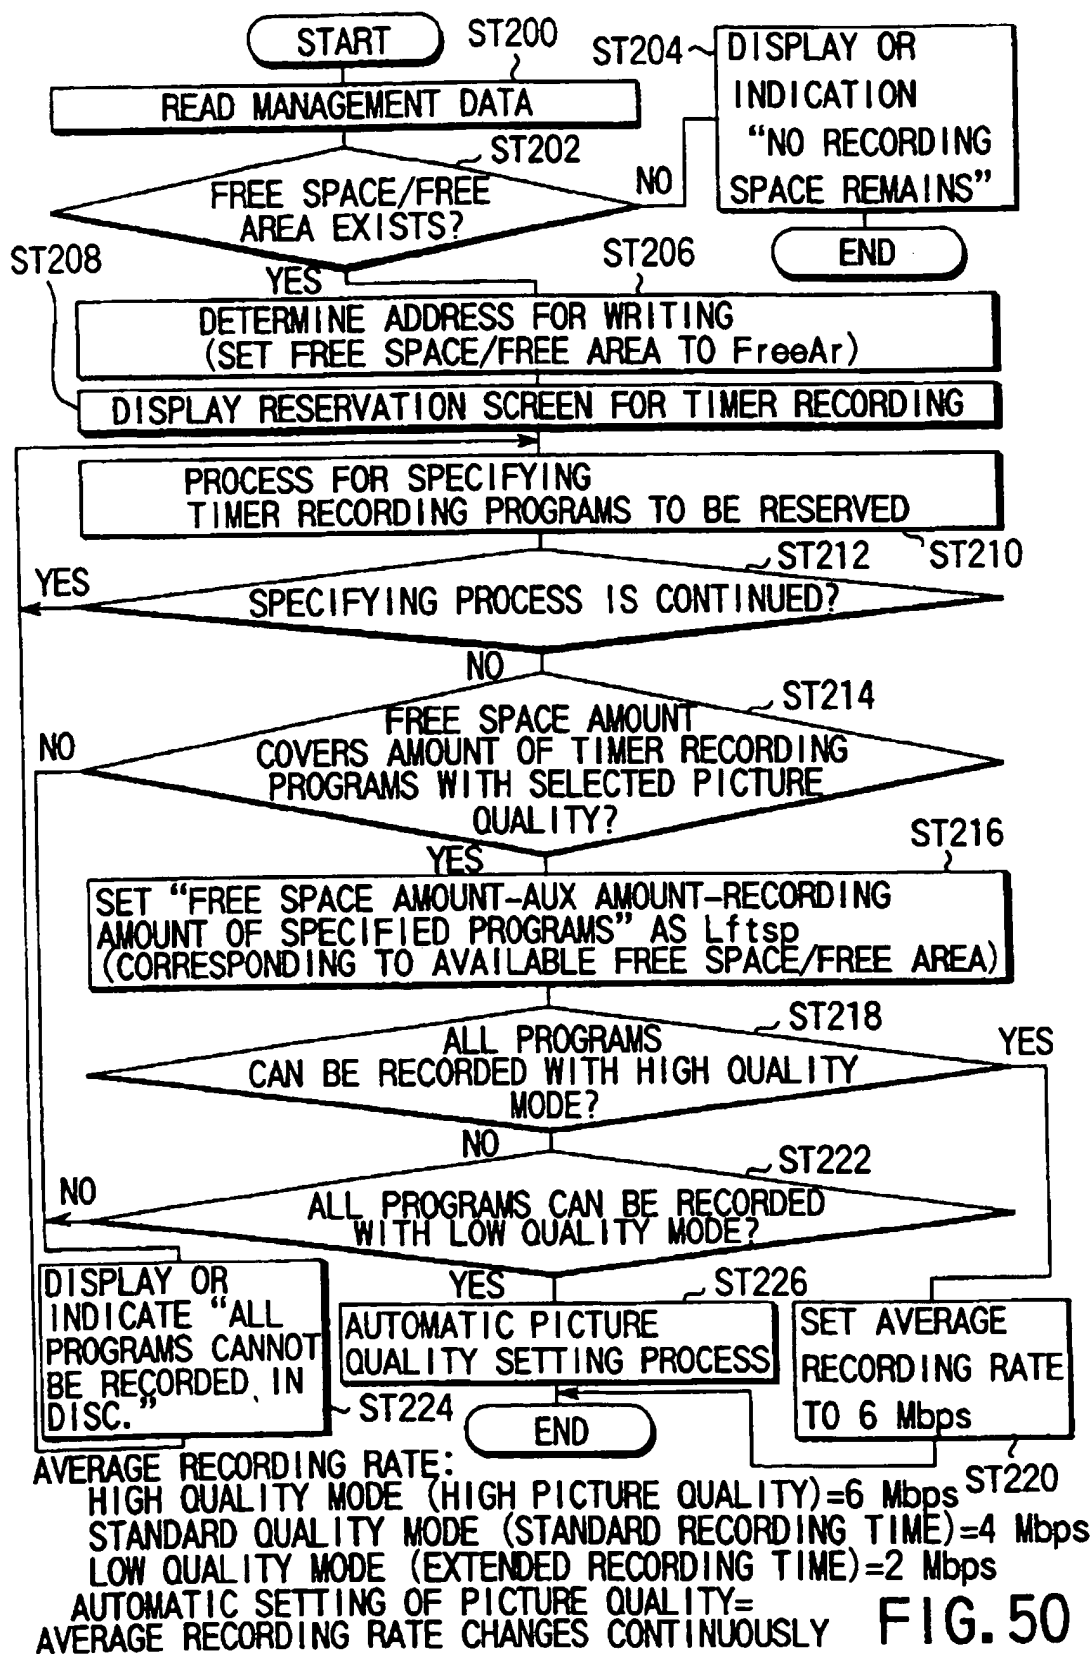 START
ST200
READ MANAGEMENT DATA
ST202
FREE SPACE/FREE
AREA EXISTS?
NO
ST204
DISPLAY OR
INDICATION
“NO RECORDING
SPACE REMAINS”
END
YES
ST206
DETERMINE ADDRESS FOR WRITING
(SET FREE SPACE/FREE AREA TO FreeAr)
ST208
DISPLAY RESERVATION SCREEN FOR TIMER RECORDING
PROCESS FOR SPECIFYING
TIMER RECORDING PROGRAMS TO BE RESERVED
ST210
ST212
YES
SPECIFYING PROCESS IS CONTINUED?
NO
ST214
NO
FREE SPACE AMOUNT
COVERS AMOUNT OF TIMER RECORDING
PROGRAMS WITH SELECTED PICTURE
QUALITY?
YES
ST216
SET “FREE SPACE AMOUNT-AUX AMOUNT-RECORDING
AMOUNT OF SPECIFIED PROGRAMS” AS Lftsp
(CORRESPONDING TO AVAILABLE FREE SPACE/FREE AREA)
ST218
ALL PROGRAMS
CAN BE RECORDED WITH HIGH QUALITY
MODE?
YES
NO
ST222
NO
ALL PROGRAMS CAN BE RECORDED
WITH LOW QUALITY MODE?
YES
DISPLAY OR
INDICATE “ALL
PROGRAMS CANNOT
BE RECORDED IN
DISC.”
ST224
ST226
AUTOMATIC PICTURE
QUALITY SETTING PROCESS
END
SET AVERAGE
RECORDING RATE
TO 6 Mbps
ST220
AVERAGE RECORDING RATE:
HIGH QUALITY MODE (HIGH PICTURE QUALITY)=6 Mbps
STANDARD QUALITY MODE (STANDARD RECORDING TIME)=4 Mbps
LOW QUALITY MODE (EXTENDED RECORDING TIME)=2 Mbps
AUTOMATIC SETTING OF PICTURE QUALITY=
AVERAGE RECORDING RATE CHANGES CONTINUOUSLY
FIG. 50